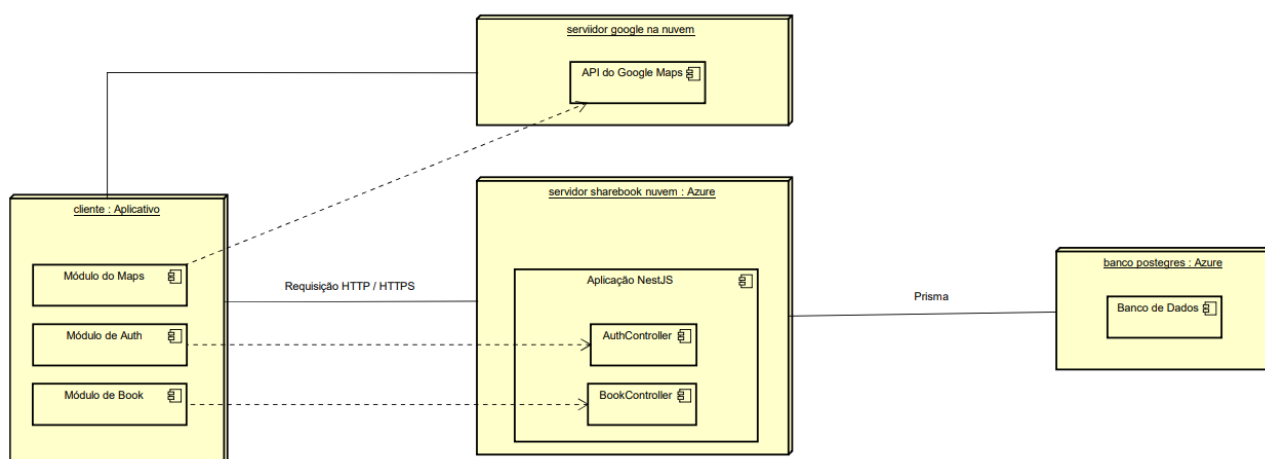 serviidor google na nuvem
API do Google Maps
servidor sharebook nuvem : Azure
cliente : Aplicativo
banco postegres : Azure
Módulo do Maps
Requisição HTTP / HTTPS
Aplicação NestJS
Prisma
Banco de Dados
Módulo de Auth
AuthController
Módulo de Book
BookController